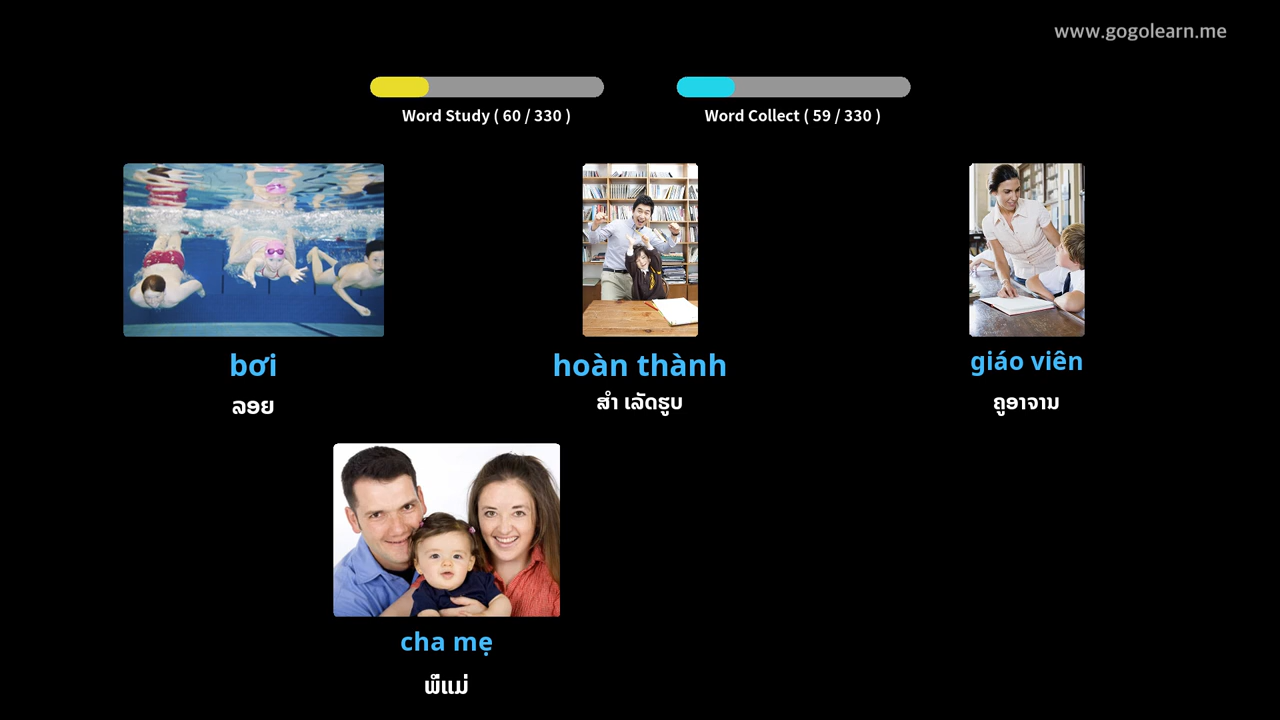 www.gogolearn.me
Word Study ( 60 / 330 )
Word Collect ( 59 / 330 )
bơi
ລອຍ
hoàn thành
ສຳ ເລັດຮູບ
giáo viên
ຄູອາຈານ
cha mẹ
ພໍ່ແມ່